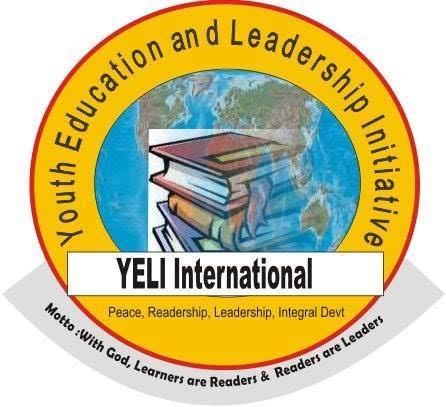 Youth Education and Leadership Initiative
YELI International
Peace, Readership, Leadership, Integral Devt
Motto :With God, Learners are Readers & Readers are Leaders